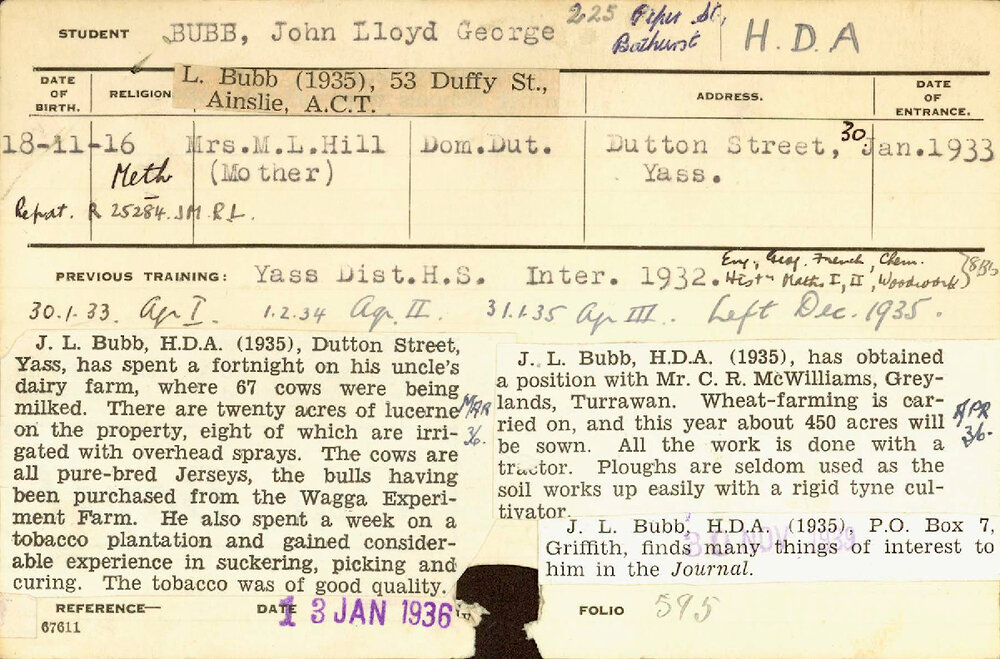 STUDENT BUBB, John Lloyd George 225 Piper St., Bathurst H.D.A
L. Bubb (1935), 53 Duffy St.,
Ainslie, A.C.T.
DATE OF BIRTH. RELIGION ADDRESS. DATE OF ENTRANCE.
18-11-16 Meth Mrs.M.L.Hill Dom.Dut. Dutton Street, 30 Jan.1933
(Mother) Yass.
Report. R 25284. J.M.R.L.
PREVIOUS TRAINING: Yass Dist.H.S. Inter. 1932. Eng, Geog. French, Chem.
Hist Maths I, II, Woodwork } 8Bs
30.1.33. Agr I. 1.2.34 Agr. II. 31.1.35 Agr III. Left Dec. 1935.
J. L. Bubb, H.D.A. (1935), Dutton Street,
Yass, has spent a fortnight on his uncle's
dairy farm, where 67 cows were being
milked. There are twenty acres of lucerne
on the property, eight of which are irri-
gated with overhead sprays. The cows are
all pure-bred Jerseys, the bulls having
been purchased from the Wagga Experi-
ment Farm. He also spent a week on a
tobacco plantation and gained consider-
able experience in suckering, picking and
curing. The tobacco was of good quality.
MAR
36.
J. L. Bubb, H.D.A. (1935), has obtained
a position with Mr. C. R. McWilliams, Grey-
lands, Turrawan. Wheat-farming is car-
ried on, and this year about 450 acres will
be sown. All the work is done with a
tractor. Ploughs are seldom used as the
soil works up easily with a rigid tyne cul-
tivator.
APR
36.
J. L. Bubb, H.D.A. (1935), P.O. Box 7,
Griffith, finds many things of interest to
him in the Journal.
30 NOV 1939
REFERENCE— DATE 13 JAN 1936 FOLIO 595
67611